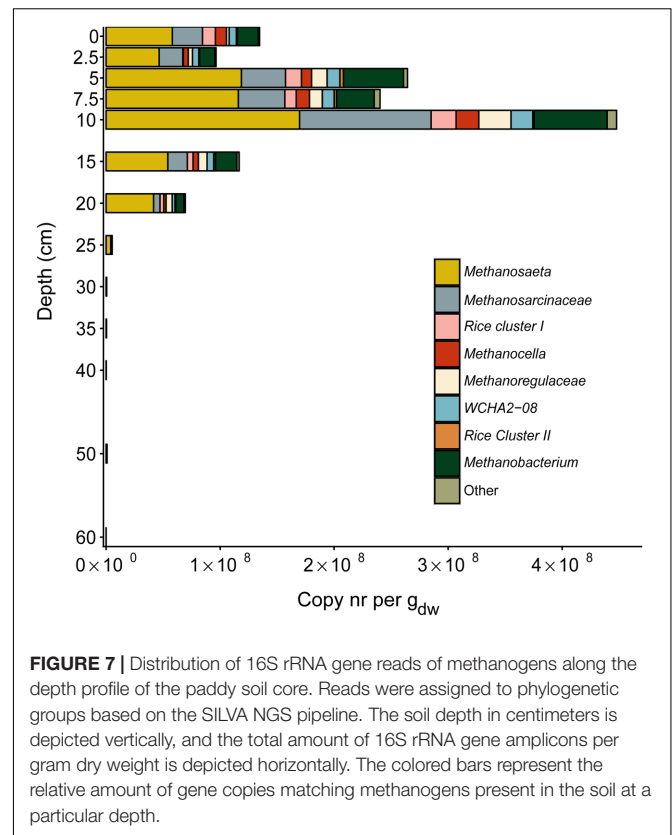 0
2.5
5
7.5
10
15
20
25
30
35
40
50
60
Depth (cm)
Methanosaeta
Methanosarcinaceae
Rice cluster I
Methanocella
Methanoregulaceae
WCHA2−08
Rice Cluster II
Methanobacterium
Other
0 × 10 0 1 × 10 8 2 × 10 8 3 × 10 8 4 × 10 8
Copy nr per gdw
FIGURE 7 | Distribution of 16S rRNA gene reads of methanogens along the
depth profile of the paddy soil core. Reads were assigned to phylogenetic
groups based on the SILVA NGS pipeline. The soil depth in centimeters is
depicted vertically, and the total amount of 16S rRNA gene amplicons per
gram dry weight is depicted horizontally. The colored bars represent the
relative amount of gene copies matching methanogens present in the soil at a
particular depth.